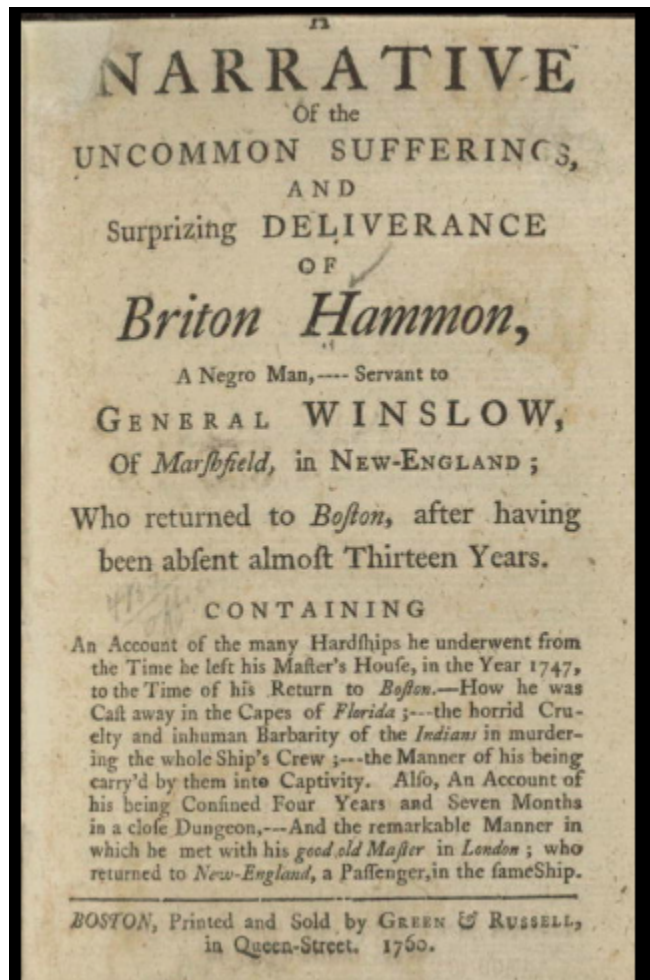 A
NARRATIVE
Of the
UNCOMMON SUFFERINGS,
AND
Surprizing DELIVERANCE
OF
Briton Hammon,
A Negro Man,---- Servant to
GENERAL WINSLOW,
Of Marſhfield, in NEW-ENGLAND ;
Who returned to Boſton, after having
been abſent almoſt Thirteen Years.
CONTAINING
An Account of the many Hardſhips he underwent from
the Time he left his Maſter's Houſe, in the Year 1747,
to the Time of his Return to Boſton.—How he was
Caſt away in the Capes of Florida ;---the horrid Cru-
elty and inhuman Barbarity of the Indians in murder-
ing the whole Ship's Crew ;---the Manner of his being
carry'd by them into Captivity. Alſo, An Account of
his being Confined Four Years and Seven Months
in a cloſe Dungeon,---And the remarkable Manner in
which he met with his good old Maſter in London ; who
returned to New-England, a Paſſenger, in the ſameShip.
BOSTON, Printed and Sold by GREEN & RUSSELL,
in Queen-Street. 1760.